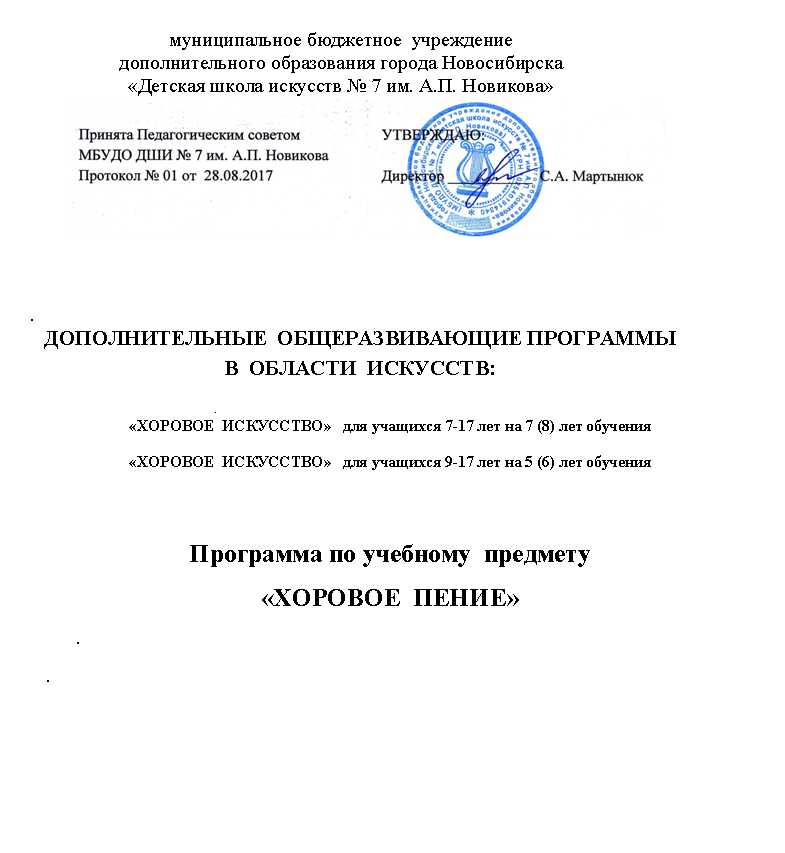 муниципальное бюджетное учреждение
дополнительного образования города Новосибирска
«Детская школа искусств № 7 им. А.П. Новикова»
Принята Педагогическим советом
МБУДО ДШИ № 7 им. А.П. Новикова
Протокол № 01 от 28.08.2017
УТВЕРЖДАЮ:
Директор С.А. Мартынюк
ДОПОЛНИТЕЛЬНЫЕ ОБЩЕРАЗВИВАЮЩИЕ ПРОГРАММЫ
В ОБЛАСТИ ИСКУССТВ:
«ХОРОВОЕ ИСКУССТВО» для учащихся 7-17 лет на 7 (8) лет обучения
«ХОРОВОЕ ИСКУССТВО» для учащихся 9-17 лет на 5 (6) лет обучения
Программа по учебному предмету
«ХОРОВОЕ ПЕНИЕ»